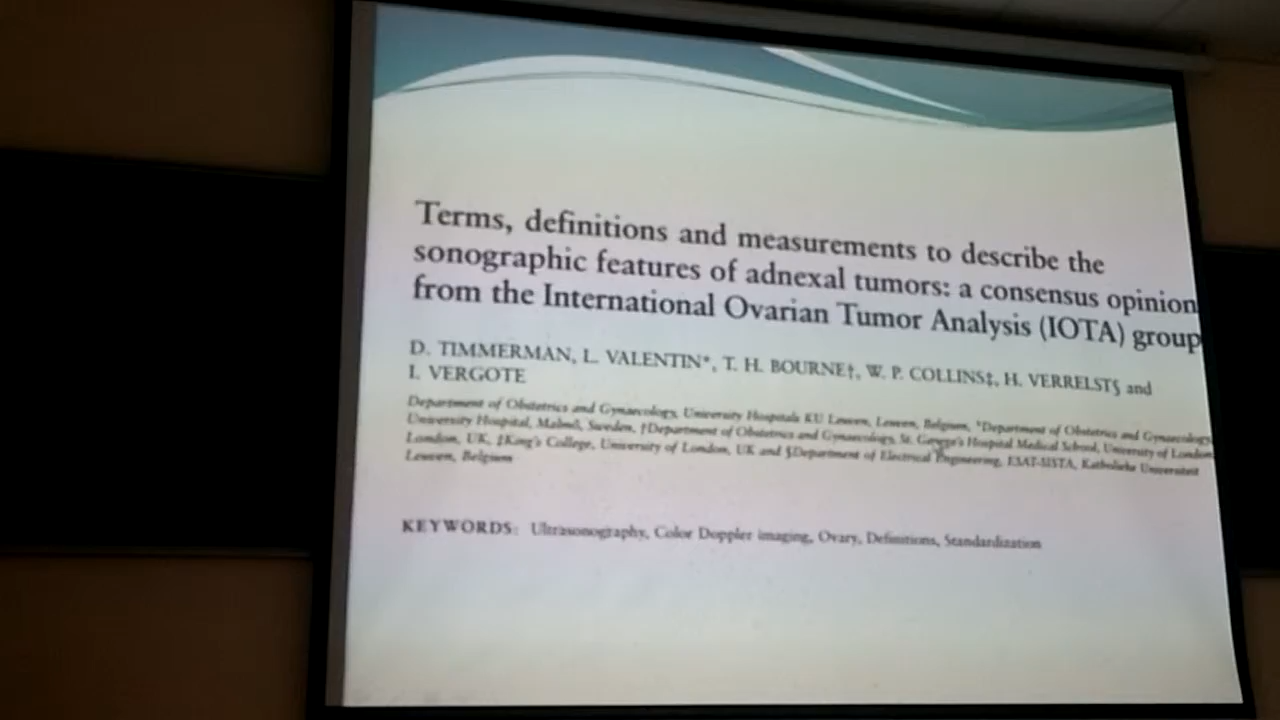 Terms, definitions and measurements to describe the
sonographic features of adnexal tumors: a consensus opinion
from the International Ovarian Tumor Analysis (IOTA) group
D. TIMMERMAN, L. VALENTIN*, T. H. BOURNE†, W. P. COLLINS‡, H. VERRELST§ and
I. VERGOTE
Department of Obstetrics and Gynaecology, University Hospitals KU Leuven, Leuven, Belgium, *Department of Obstetrics and Gynaecology,
University Hospital, Malmö, Sweden, †Department of Obstetrics and Gynaecology, St. George's Hospital Medical School, University of London,
London, UK, ‡King's College, University of London, UK and §Department of Electrical Engineering, ESAT-SISTA, Katholieke Universiteit
Leuven, Belgium
KEYWORDS: Ultrasonography, Color Doppler imaging, Ovary, Definitions, Standardization